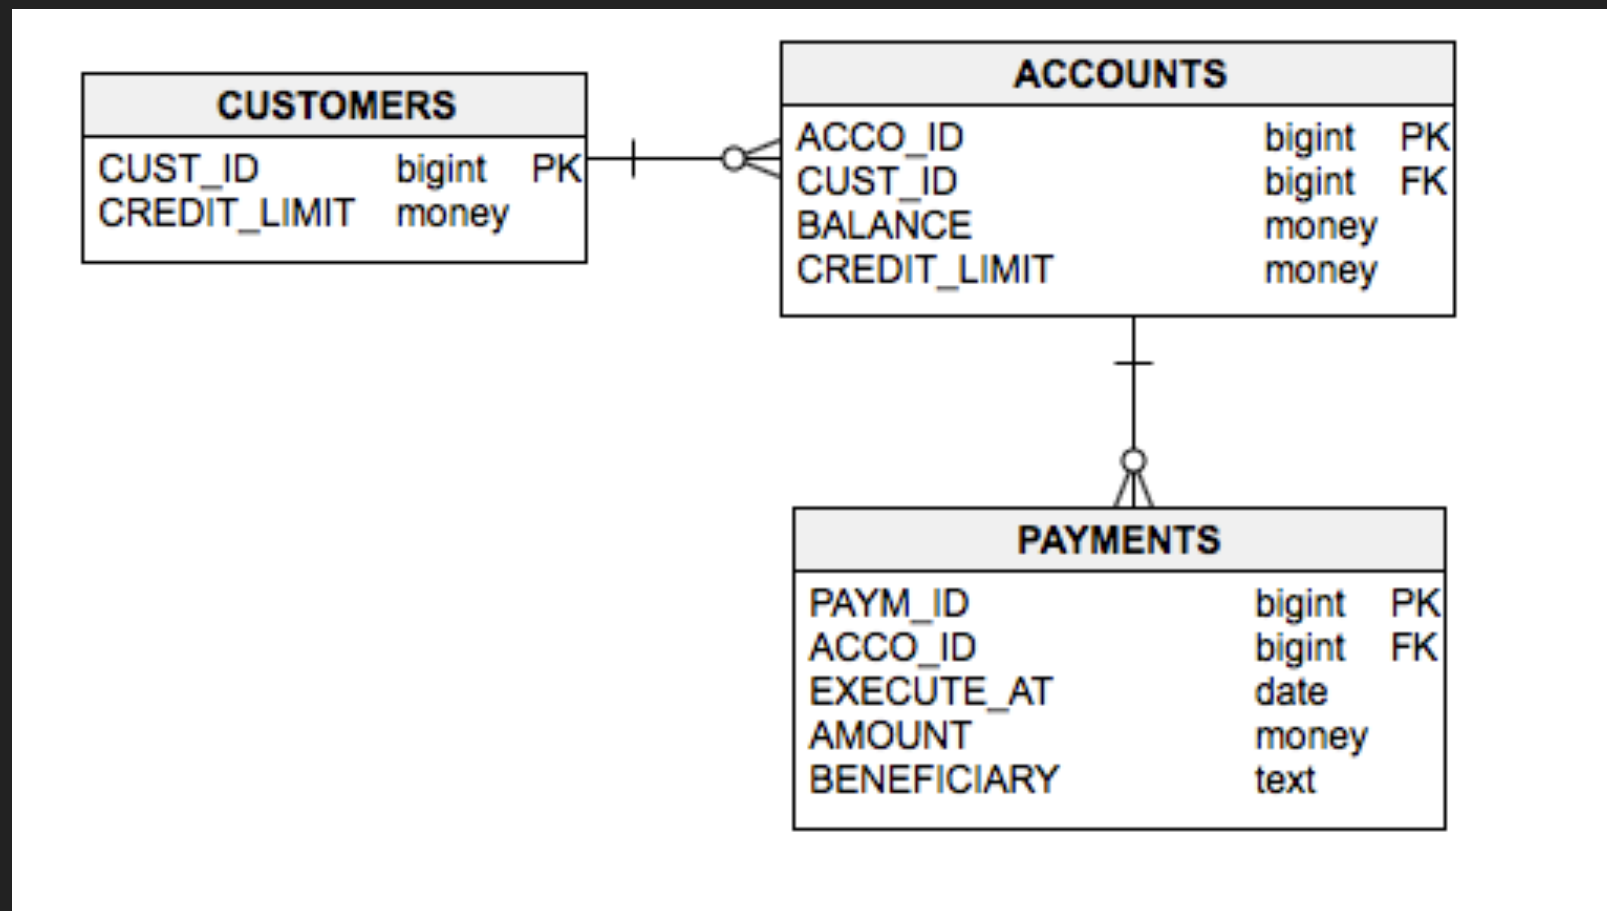 CUSTOMERS
CUST_ID bigint PK
CREDIT_LIMIT money
ACCOUNTS
ACCO_ID bigint PK
CUST_ID bigint FK
BALANCE money
CREDIT_LIMIT money
PAYMENTS
PAYM_ID bigint PK
ACCO_ID bigint FK
EXECUTE_AT date
AMOUNT money
BENEFICIARY text